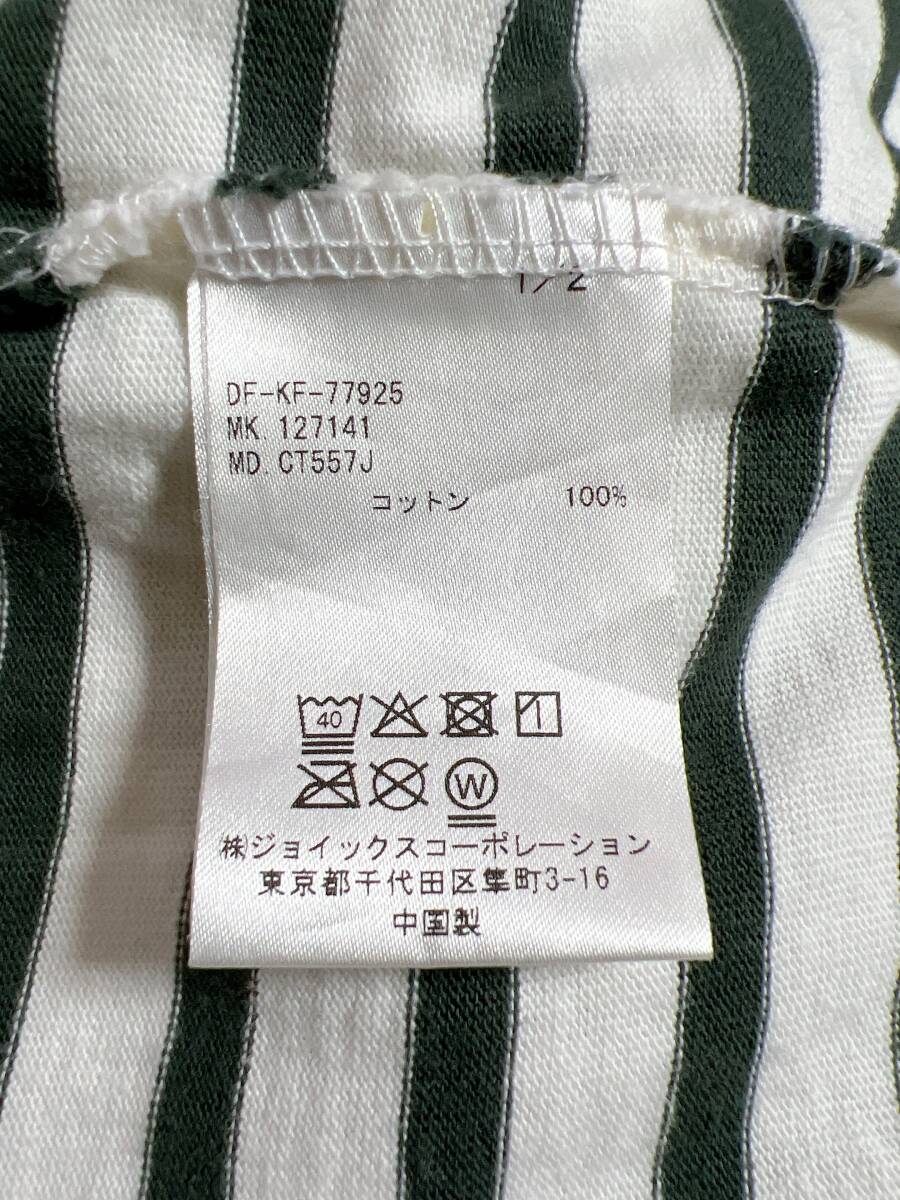 1/2
DF-KF-77925
MK. 127141
MD. CT557J
コットン 100%
40
W
㈱ジョイックスコーポレーション
東京都千代田区隼町3-16
中国製